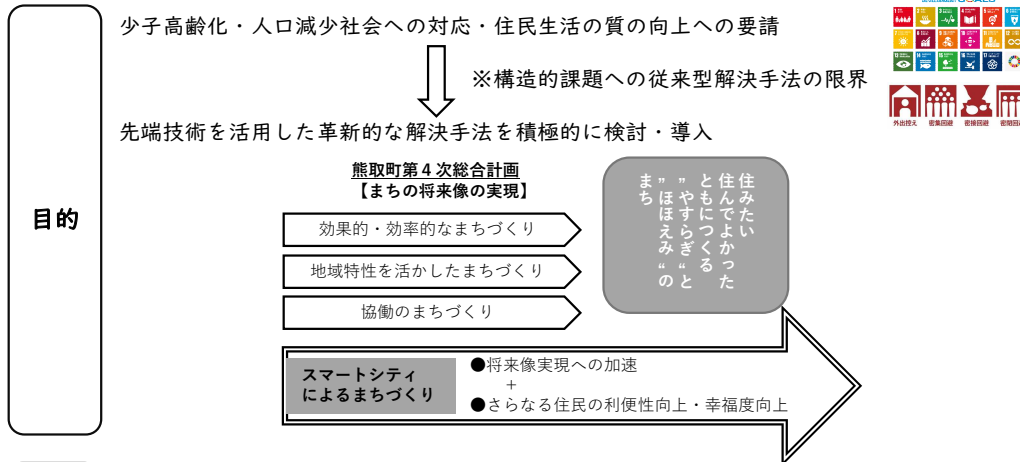 少子高齢化・人口減少社会への対応・住民生活の質の向上への要請
※構造的課題への従来型解決手法の限界
先端技術を活用した革新的な解決手法を積極的に検討・導入
目的
熊取町第４次総合計画
【まちの将来像の実現】
効果的・効率的なまちづくり
地域特性を活かしたまちづくり
協働のまちづくり
住みたい
住んでよかった
ともにつくる
”やすらぎ“と
”ほほえみ“の
まち
スマートシティ
によるまちづくり
●将来像実現への加速
+
●さらなる住民の利便性向上・幸福度向上
外出控え 密集回避 密接回避 密閉回